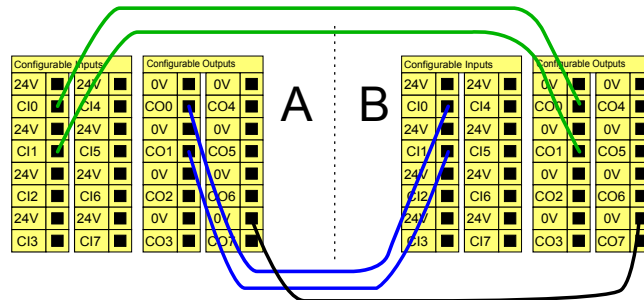 Configurable Inputs Configurable Outputs Configurable Inputs Configurable Outputs
24V 24V 0V 0V 24V 24V 0V 0V
CI0 CI4 CO0 CO4 A B CI0 CI4 CO0 CO4
24V 24V 0V 0V 24V 24V 0V 0V
CI1 CI5 CO1 CO5 CI1 CI5 CO1 CO5
24V 24V 0V 0V 24V 24V 0V 0V
CI2 CI6 CO2 CO6 CI2 CI6 CO2 CO6
24V 24V 0V 0V 24V 24V 0V 0V
CI3 CI7 CO3 CO7 CI3 CI7 CO3 CO7